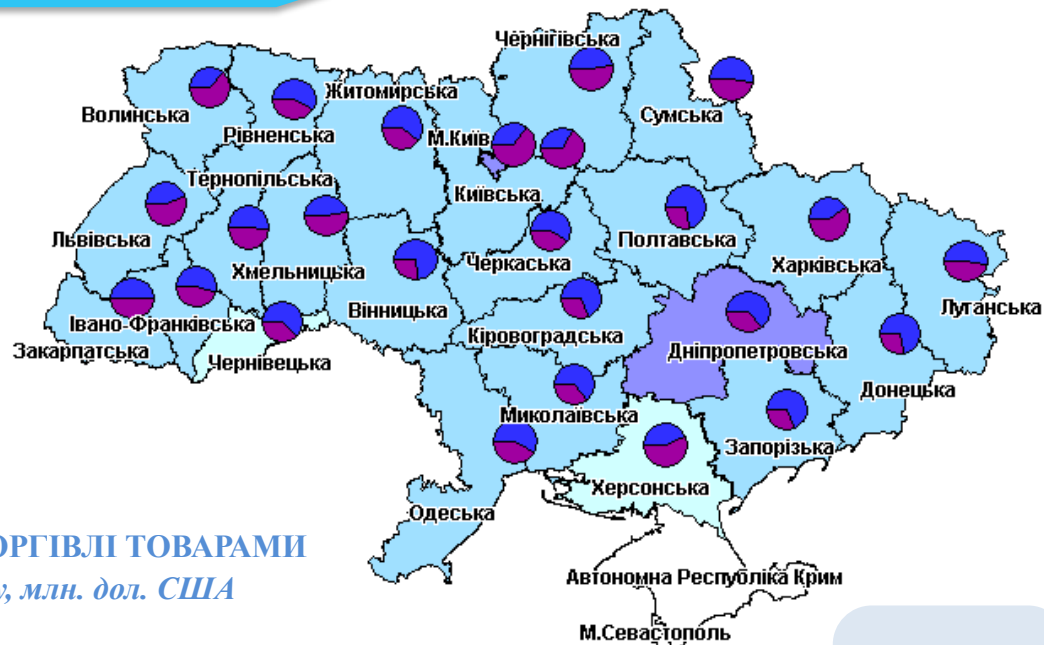 Чернігівська
Волинська
Житомирська
Сумська
Рівненська
М.Київ
Тернопільська
Київська
Львівська
Хмельницька
Черкаська
Полтавська
Харківська
Луганська
Вінницька
Івано-Франківська
Кіровоградська
Закарпатська
Чернівецька
Дніпропетровська
Донецька
Миколаївська
Запорізька
Херсонська
Одеська
ОРГІВЛІ ТОВАРАМИ
у, млн. дол. США
Автономна Республіка Крим
М.Севастополь